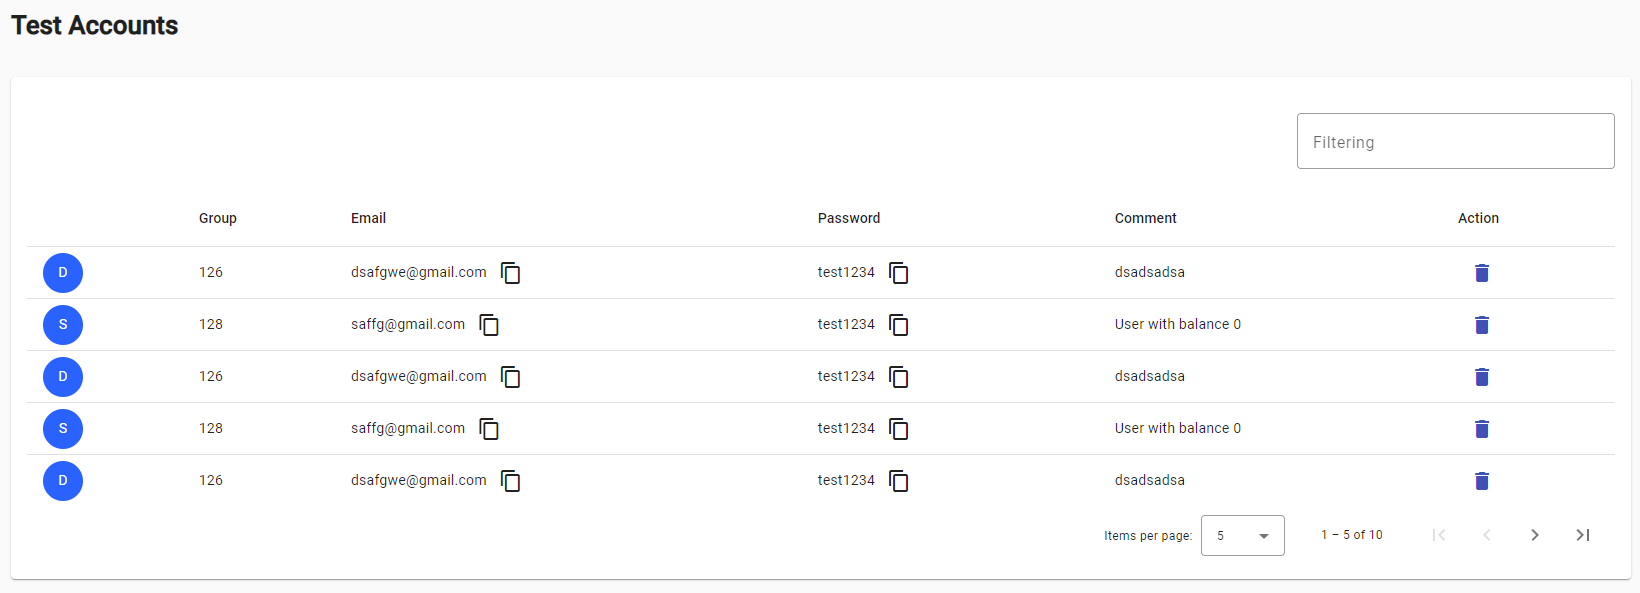 Test Accounts
Filtering
Group Email Password Comment Action
D 126 dsafgwe@gmail.com test1234 dsadsadsa
S 128 saffg@gmail.com test1234 User with balance 0
D 126 dsafgwe@gmail.com test1234 dsadsadsa
S 128 saffg@gmail.com test1234 User with balance 0
D 126 dsafgwe@gmail.com test1234 dsadsadsa
Items per page: 5 1 – 5 of 10